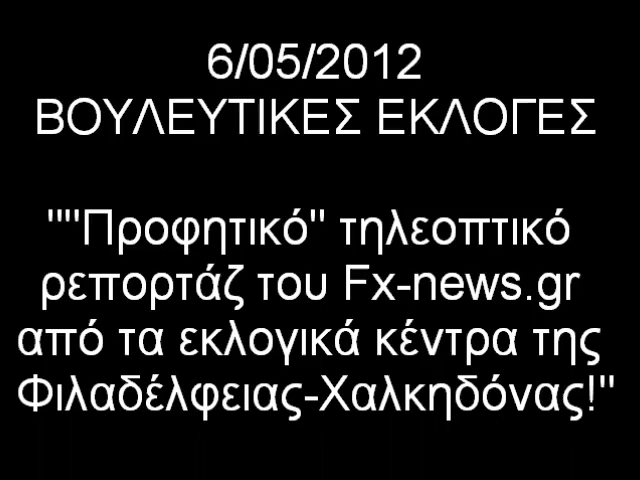 6/05/2012
ΒΟΥΛΕΥΤΙΚΕΣ ΕΚΛΟΓΕΣ
""Προφητικό" τηλεοπτικό
ρεπορτάζ του Fx-news.gr
από τα εκλογικά κέντρα της
Φιλαδέλφειας-Χαλκηδόνας!"